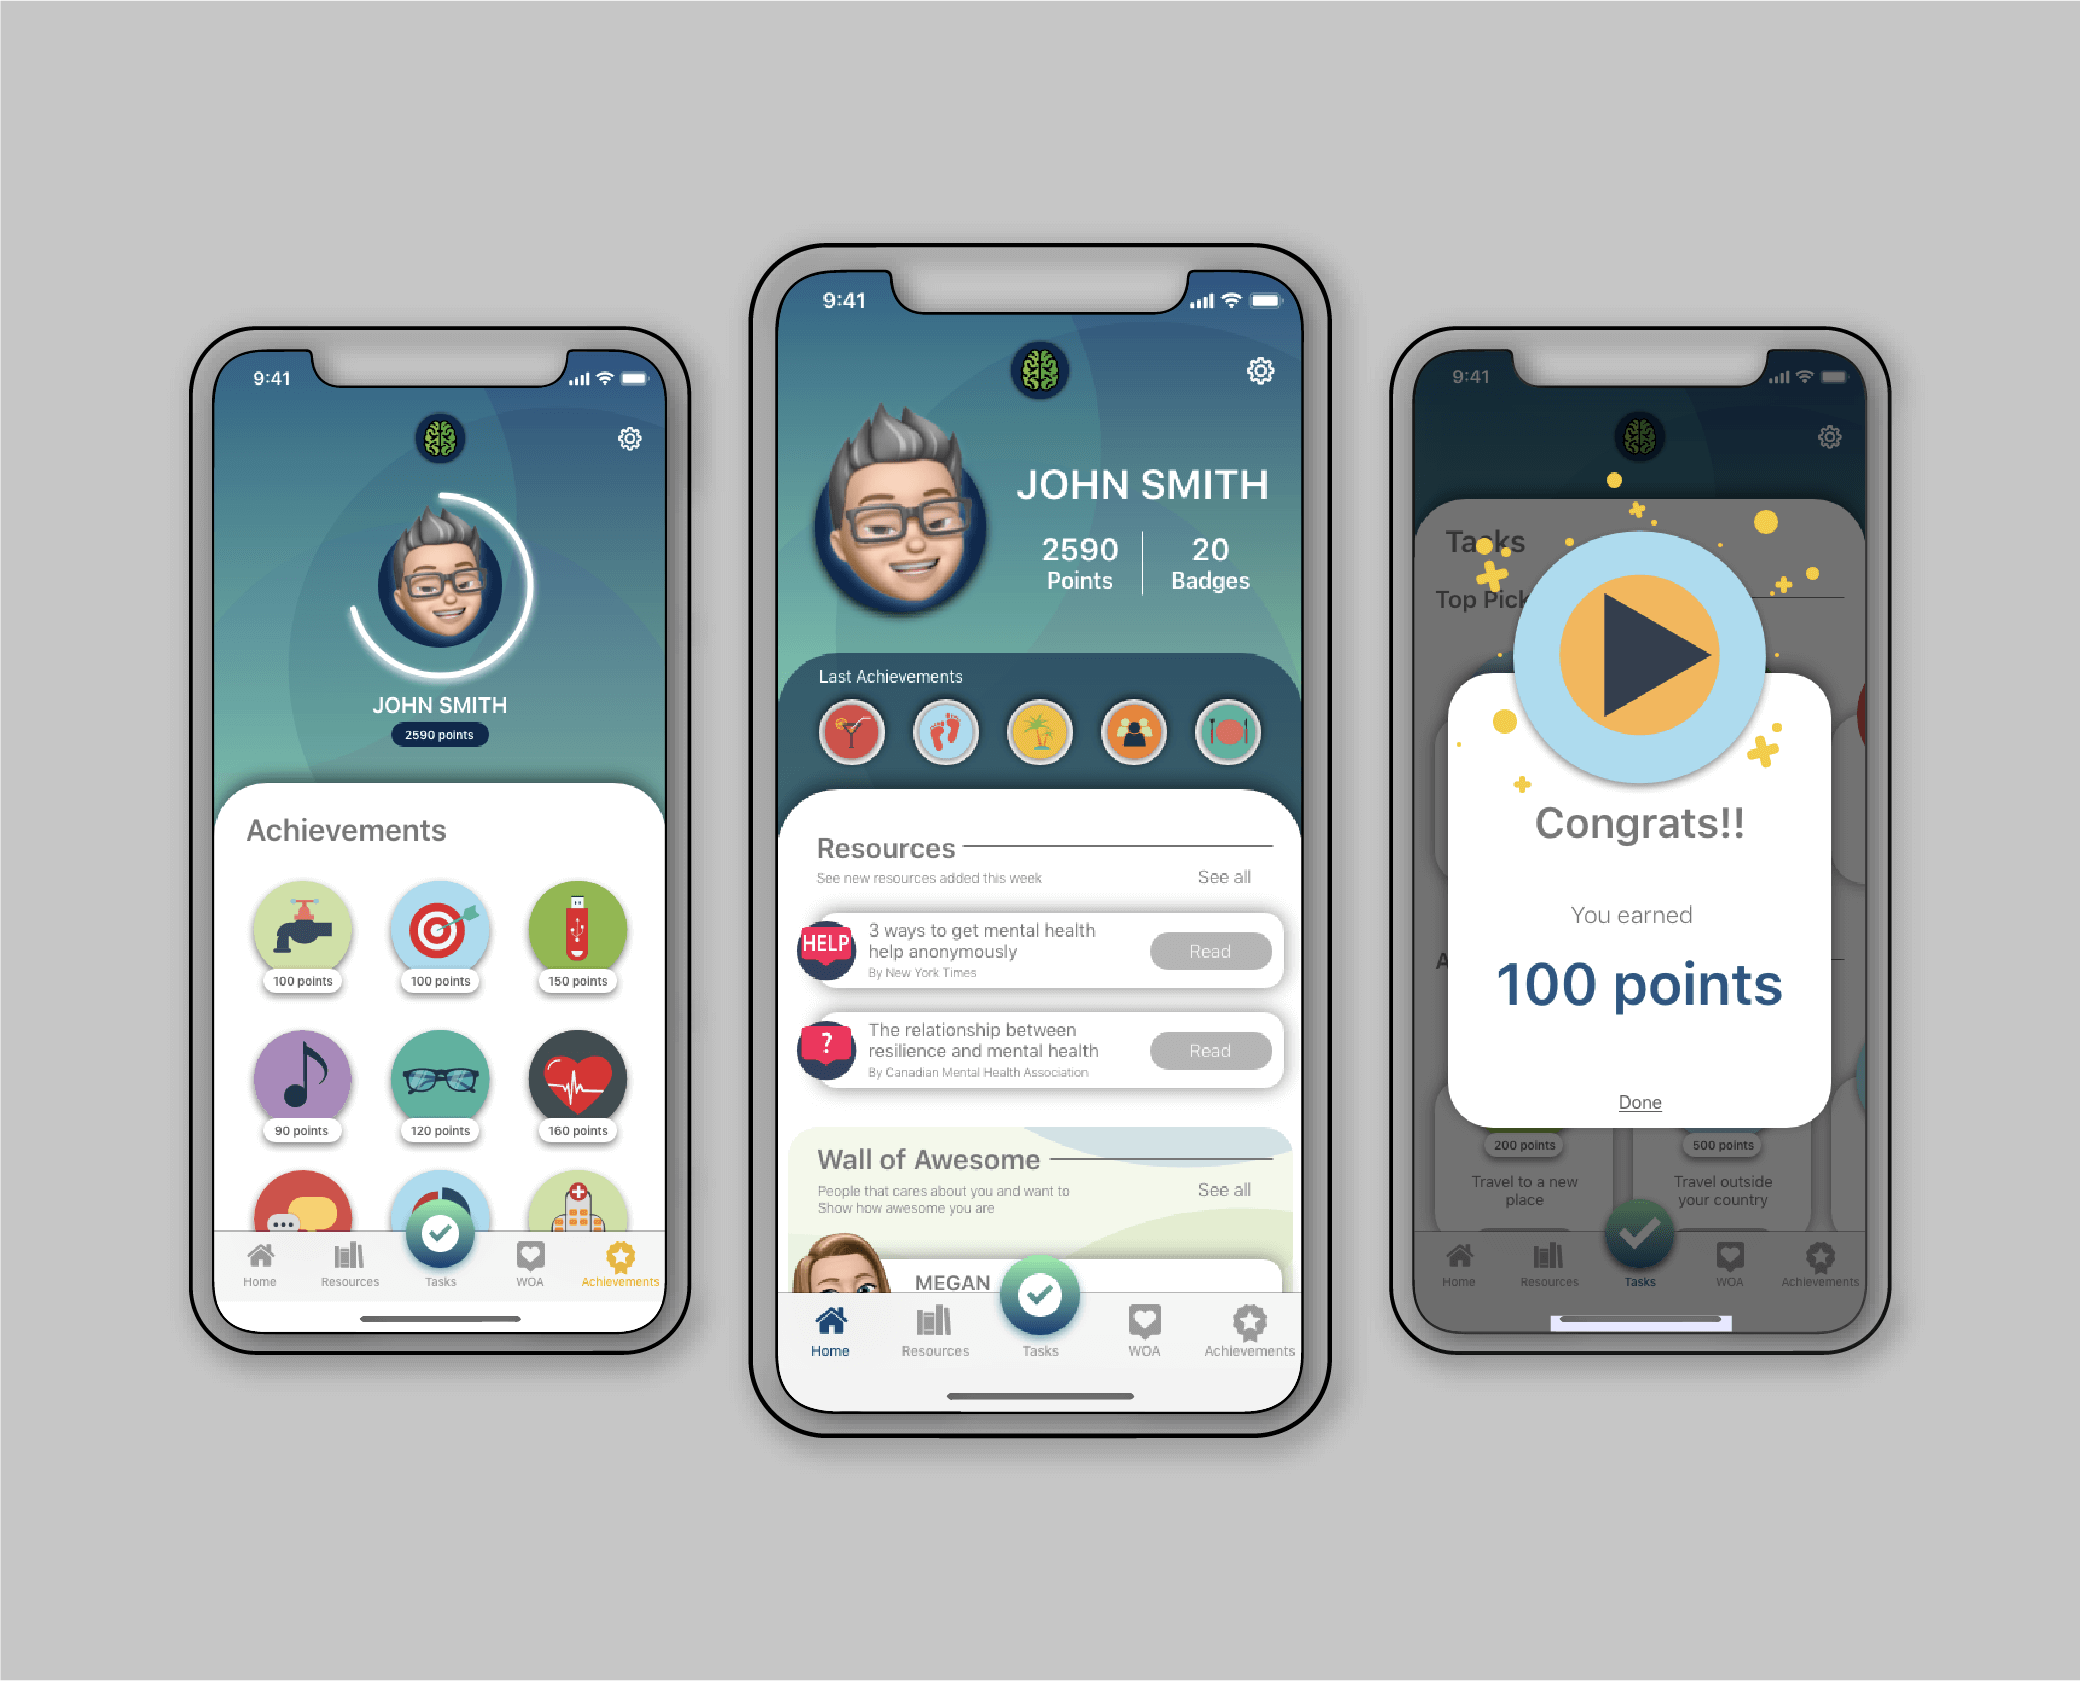 9:41
JOHN SMITH
2590 points
Achievements
100 points
100 points
150 points
90 points
120 points
160 points
Home
Resources
Tasks
WOA
Achievements
9:41
JOHN SMITH
2590
Points
20
Badges
Last Achievements
Resources
See new resources added this week
See all
HELP
3 ways to get mental health
help anonymously
By New York Times
Read
?
The relationship between
resilience and mental health
By Canadian Mental Health Association
Read
Wall of Awesome
People that cares about you and want to
Show how awesome you are
See all
MEGAN
Home
Resources
Tasks
WOA
Achievements
9:41
Tasks
Top Pick
Congrats!!
You earned
100 points
Done
A
200 points
500 points
Travel to a new
place
Travel outside
your country
Home
Resources
Tasks
WOA
Achievements